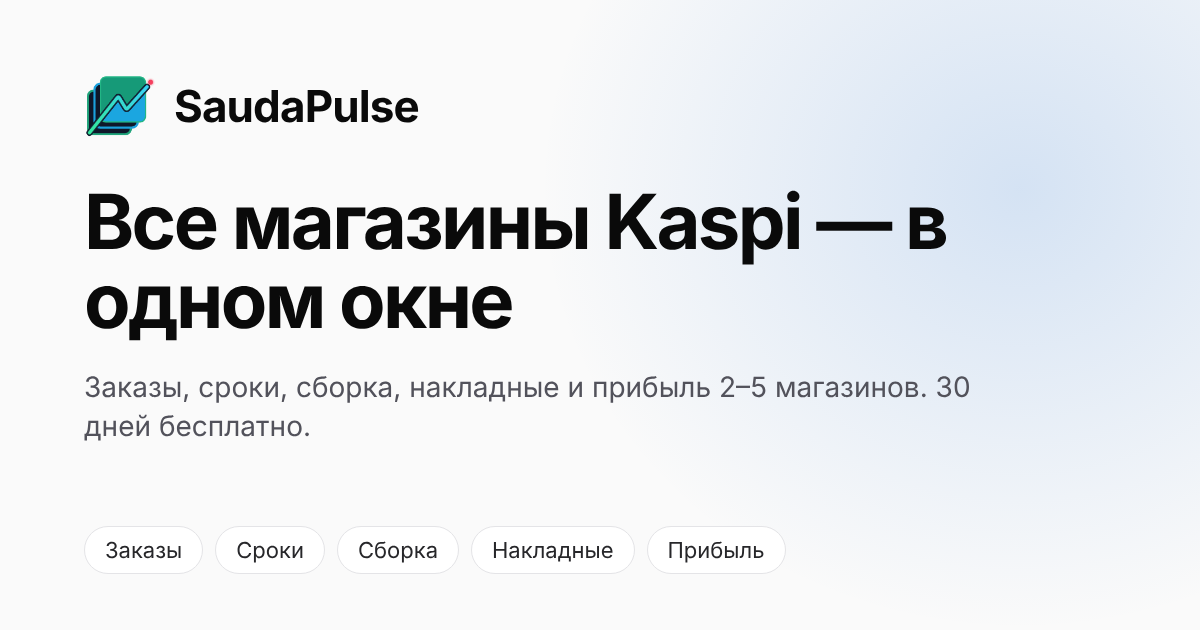 SaudaPulse
Все магазины Kaspi — в
одном окне
Заказы, сроки, сборка, накладные и прибыль 2–5 магазинов. 30
дней бесплатно.
Заказы
Сроки
Сборка
Накладные
Прибыль